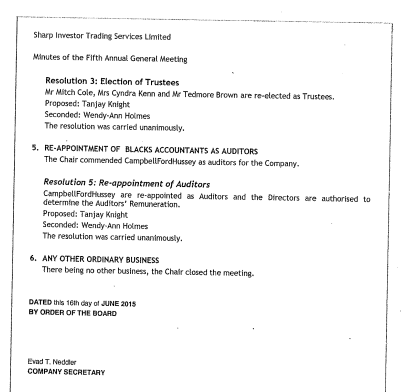 Sharp Investor Trading Services Limited
Minutes of the Fifth Annual General Meeting
Resolution 3: Election of Trustees
Mr Mitch Cole, Mrs Cyndra Kenn and Mr Tedmore Brown are re-elected as Trustees.
Proposed: Tanjay Knight
Seconded: Wendy-Ann Holmes
The resolution was carried unanimously.
5. RE-APPOINTMENT OF BLACKS ACCOUNTANTS AS AUDITORS
The Chair commended CampbellFordHussey as auditors for the Company.
Resolution 5: Re-appointment of Auditors
CampbellFordHussey are re-appointed as Auditors and the Directors are authorised to
determine the Auditors' Remuneration.
Proposed: Tanjay Knight
Seconded: Wendy-Ann Holmes
The resolution was carried unanimously.
6. ANY OTHER ORDINARY BUSINESS
There being no other business, the Chair closed the meeting.
DATED this 16th day of JUNE 2015
BY ORDER OF THE BOARD
Evad T. Neddler
COMPANY SECRETARY